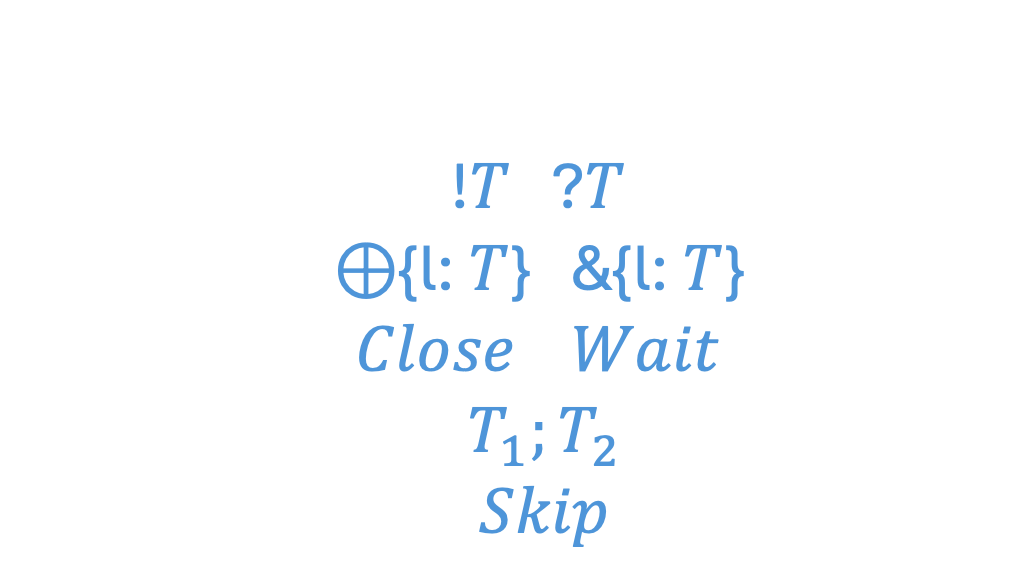 !T ?T
⊕{l: T} &{l: T}
Close Wait
T₁; T₂
Skip